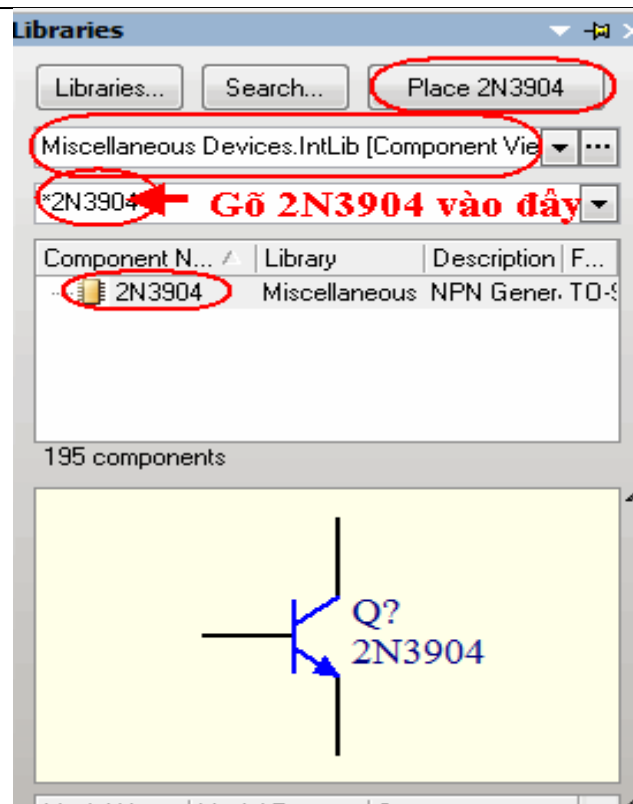 Libraries
Libraries... Search... Place 2N3904
Miscellaneous Devices.IntLib [Component Vie
*2N3904 Gõ 2N3904 vào đây
Component N... Library Description F...
2N3904 Miscellaneous NPN Gener. TO-
195 components
Q?
2N3904